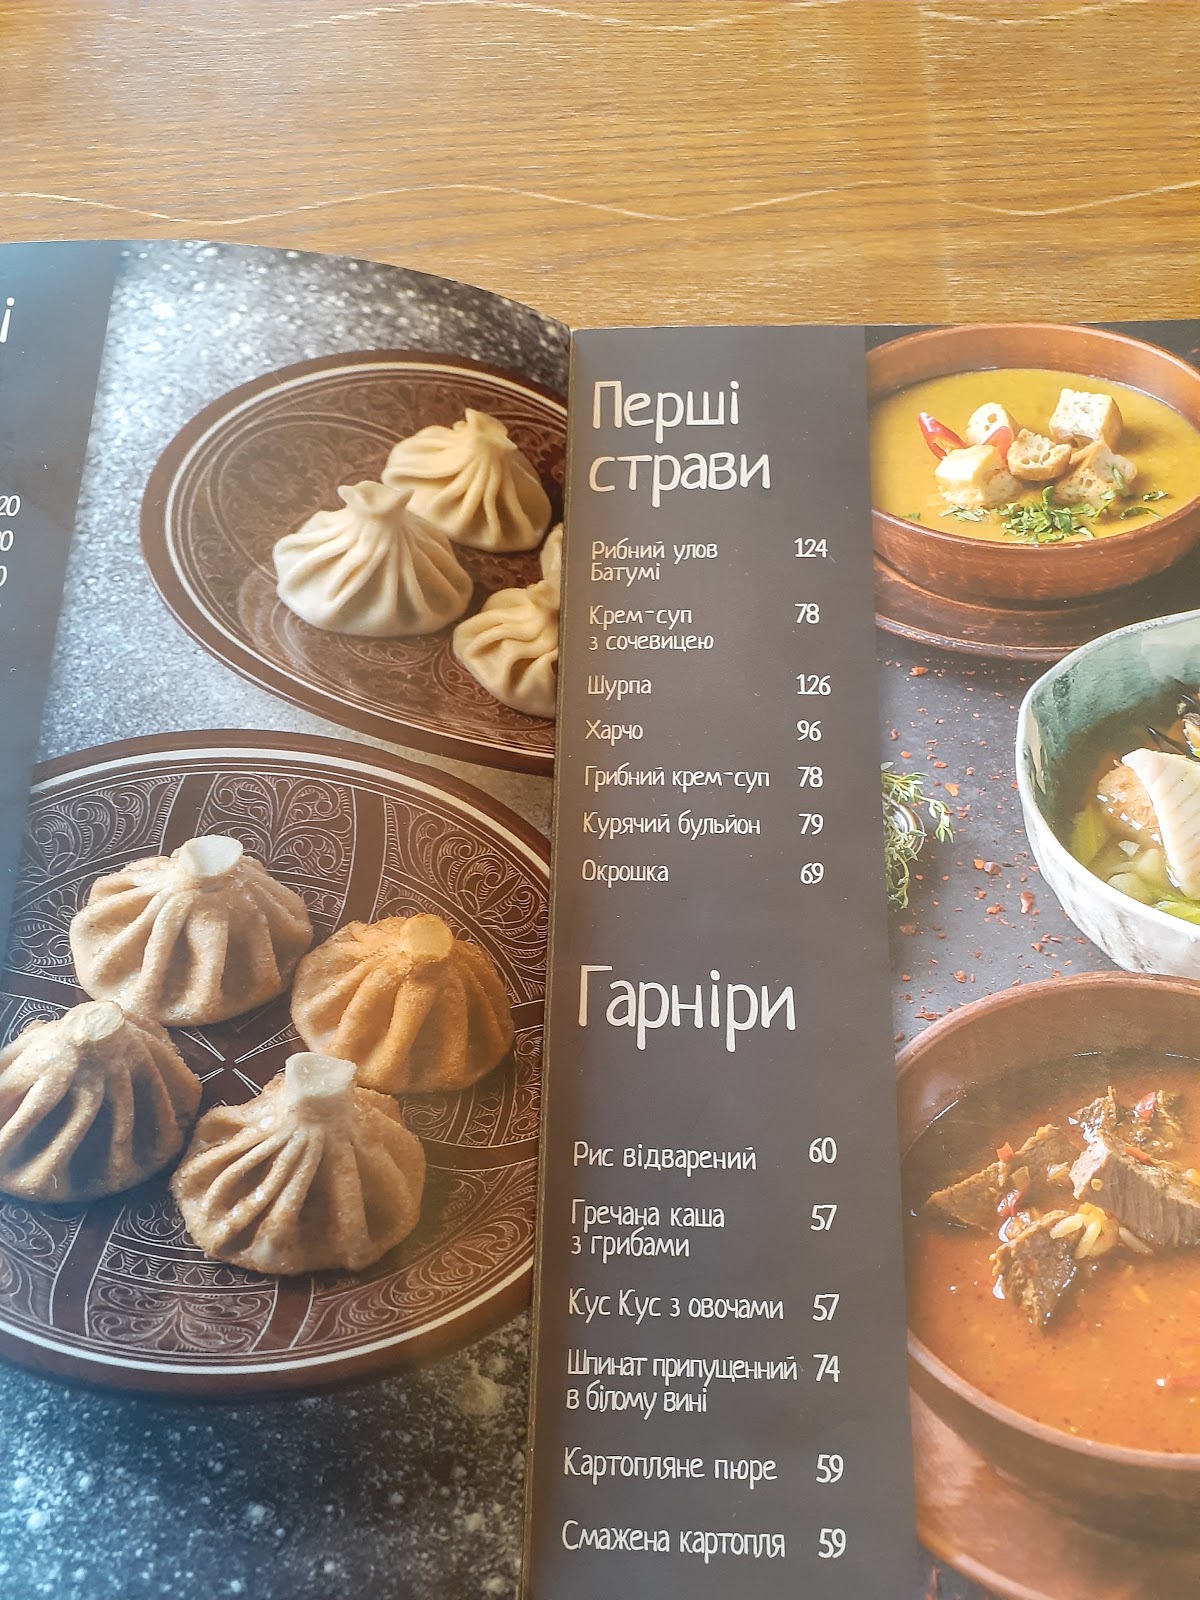 і
20
Перші
страви
Рибний улов 124
Батумі
Крем-суп 78
з сочевицею
Шурпа 126
Харчо 96
Грибний крем-суп 78
Курячий бульйон 79
Окрошка 69
Гарніри
Рис відварений 60
Гречана каша 57
з грибами
Кус Кус з овочами 57
Шпинат припущенний 74
в білому вині
Картопляне пюре 59
Смажена картопля 59